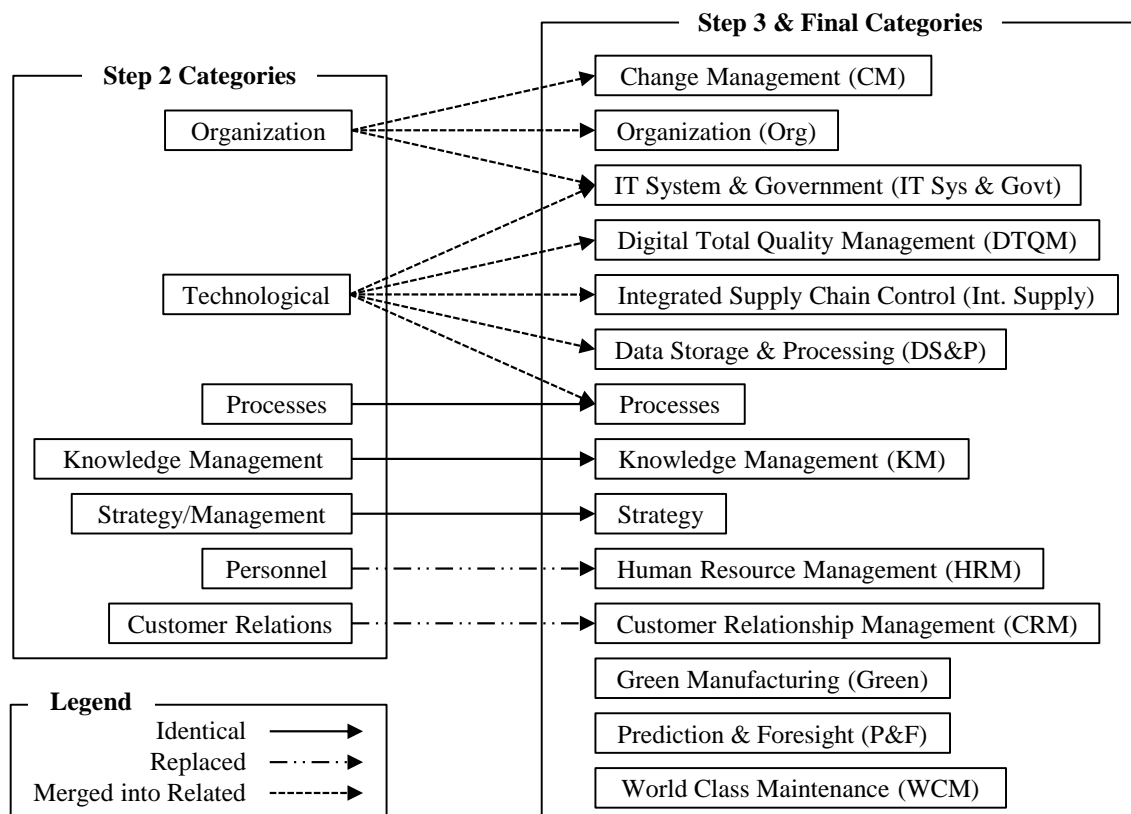 Step 3 & Final Categories
Step 2 Categories
Change Management (CM)
Organization
Organization (Org)
IT System & Government (IT Sys & Govt)
Digital Total Quality Management (DTQM)
Technological
Integrated Supply Chain Control (Int. Supply)
Data Storage & Processing (DS&P)
Processes
Processes
Knowledge Management
Knowledge Management (KM)
Strategy/Management
Strategy
Personnel
Human Resource Management (HRM)
Customer Relations
Customer Relationship Management (CRM)
Green Manufacturing (Green)
Prediction & Foresight (P&F)
World Class Maintenance (WCM)
Legend
Identical
Replaced
Merged into Related